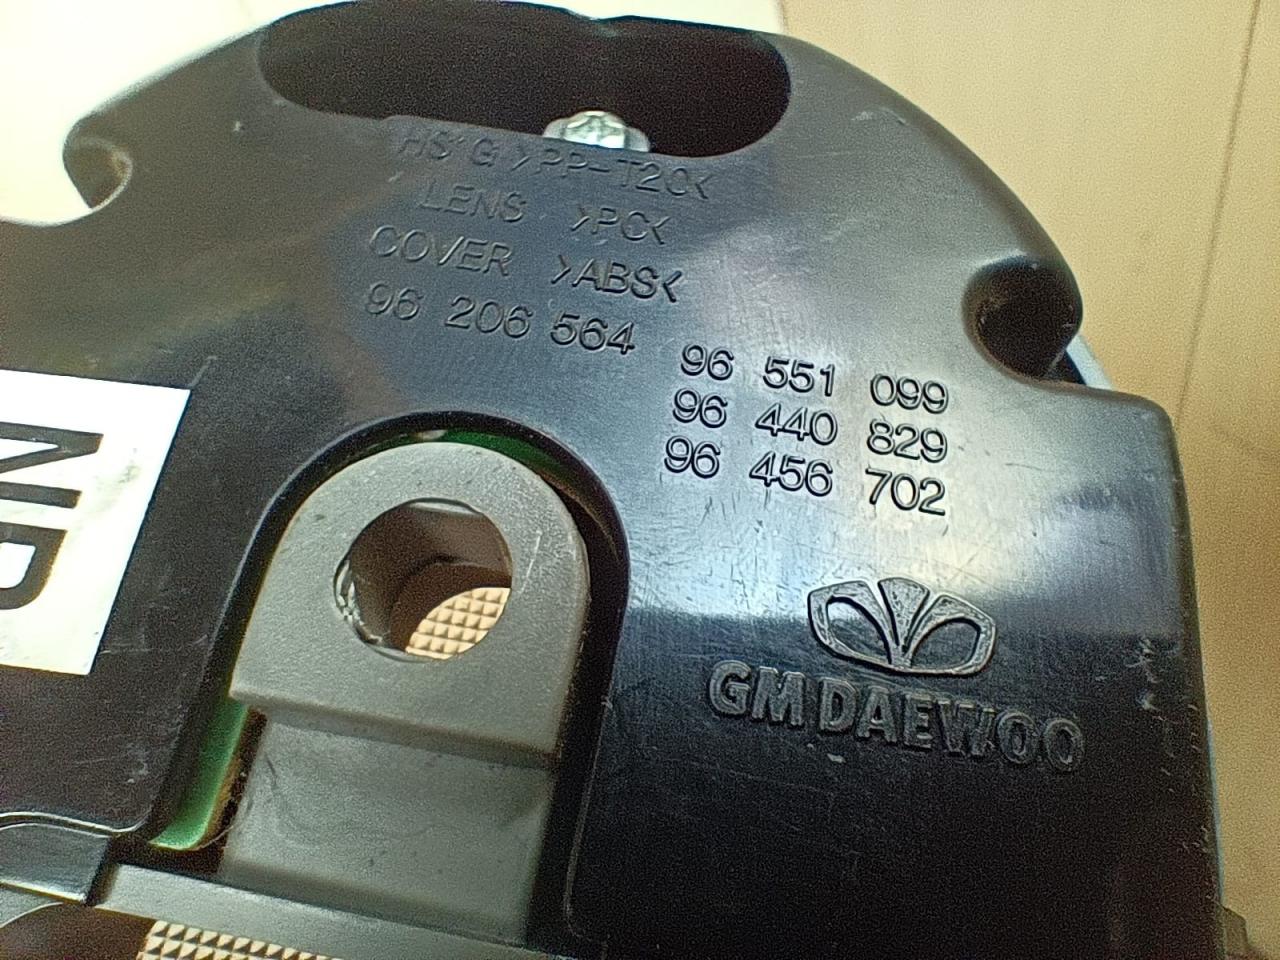 HS'G >PP-T20<
LENS >PC<
COVER >ABS<
96 206 564
96 551 099
96 440 829
96 456 702
GM DAEWOO